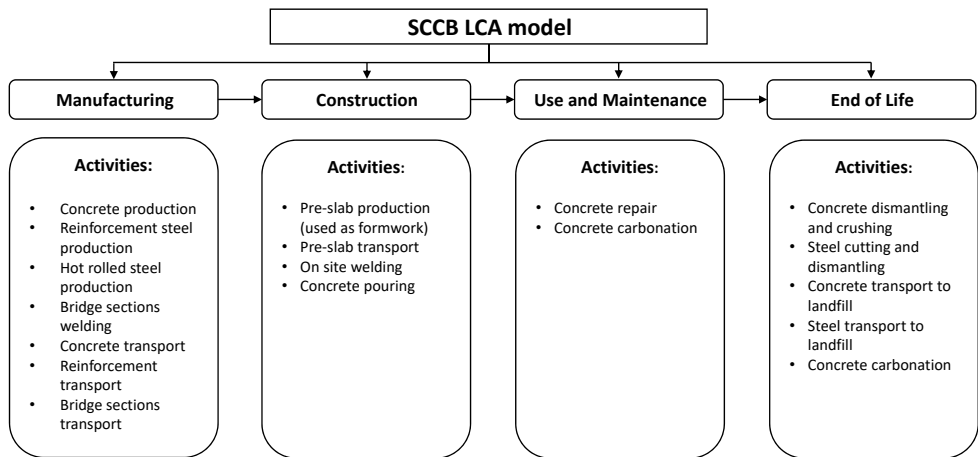 SCCB LCA model
Manufacturing
Construction
Use and Maintenance
End of Life
Activities:
• Concrete production
• Reinforcement steel
production
• Hot rolled steel
production
• Bridge sections
welding
• Concrete transport
• Reinforcement
transport
• Bridge sections
transport
Activities:
• Pre-slab production
(used as formwork)
• Pre-slab transport
• On site welding
• Concrete pouring
Activities:
• Concrete repair
• Concrete carbonation
Activities:
• Concrete dismantling
and crushing
• Steel cutting and
dismantling
• Concrete transport to
landfill
• Steel transport to
landfill
• Concrete carbonation